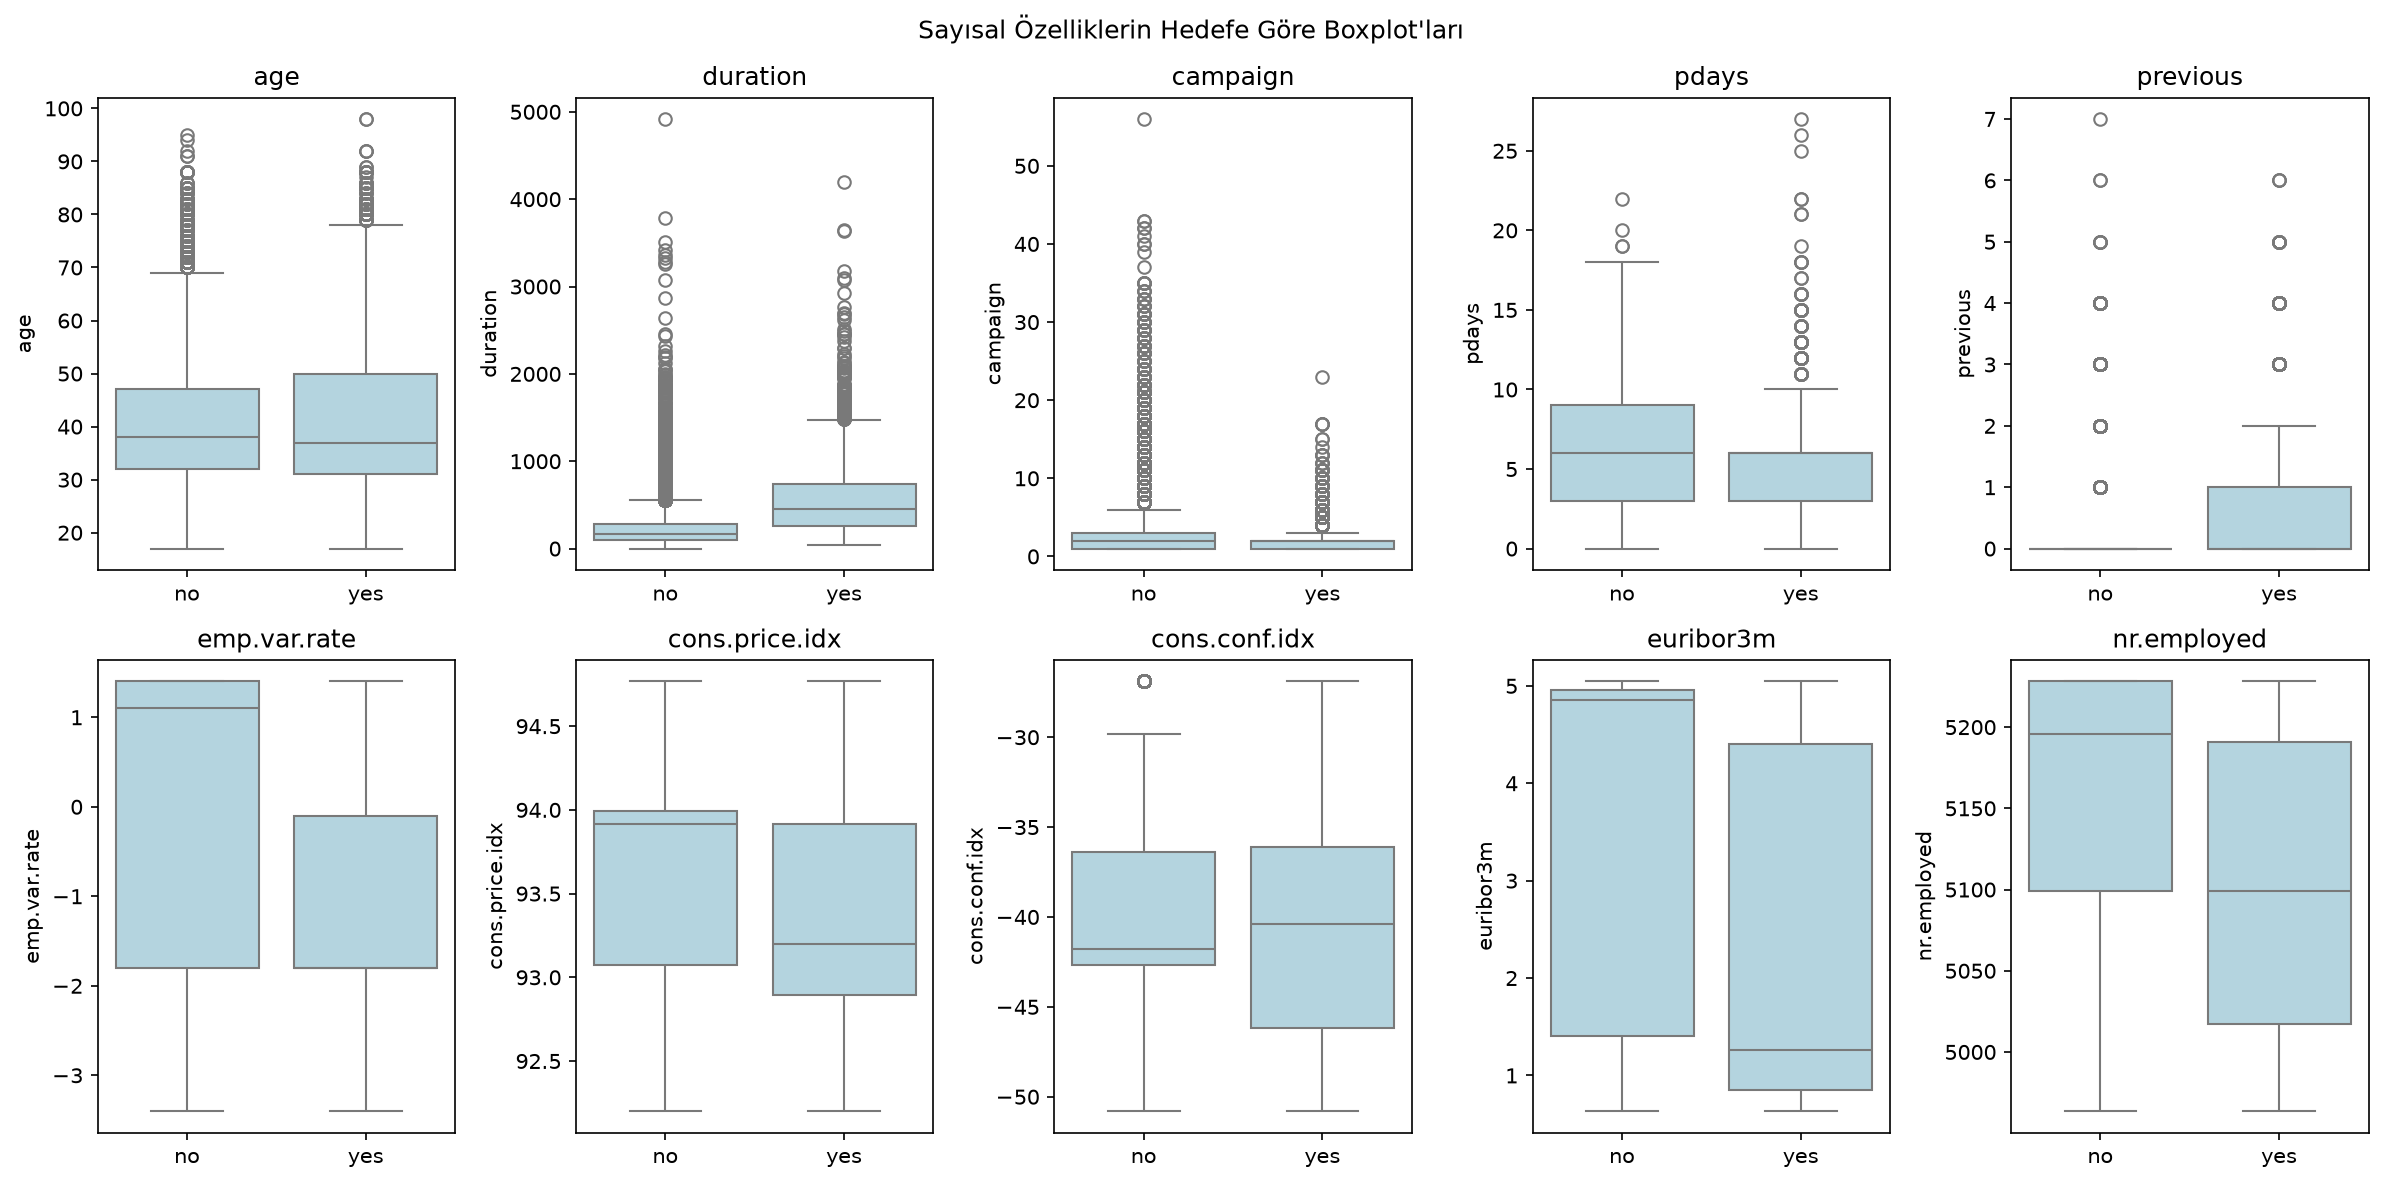 Sayısal Özelliklerin Hedefe Göre Boxplot'ları
age
100
90
80
70
60
50
40
30
20
age
no yes
duration
5000
4000
3000
2000
1000
0
duration
no yes
campaign
50
40
30
20
10
0
campaign
no yes
pdays
25
20
15
10
5
0
pdays
no yes
previous
7
6
5
4
3
2
1
0
previous
no yes
emp.var.rate
1
0
−1
−2
−3
emp.var.rate
no yes
cons.price.idx
94.5
94.0
93.5
93.0
92.5
cons.price.idx
no yes
cons.conf.idx
−30
−35
−40
−45
−50
cons.conf.idx
no yes
euribor3m
5
4
3
2
1
euribor3m
no yes
nr.employed
5200
5150
5100
5050
5000
nr.employed
no yes